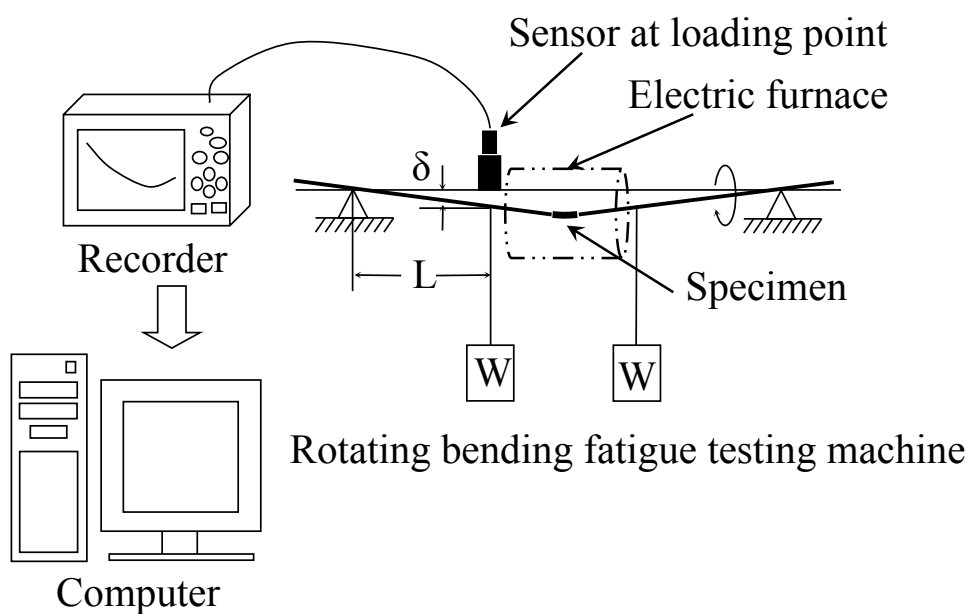 Sensor at loading point
Electric furnace
δ
Recorder
L
Specimen
W
W
Rotating bending fatigue testing machine
Computer